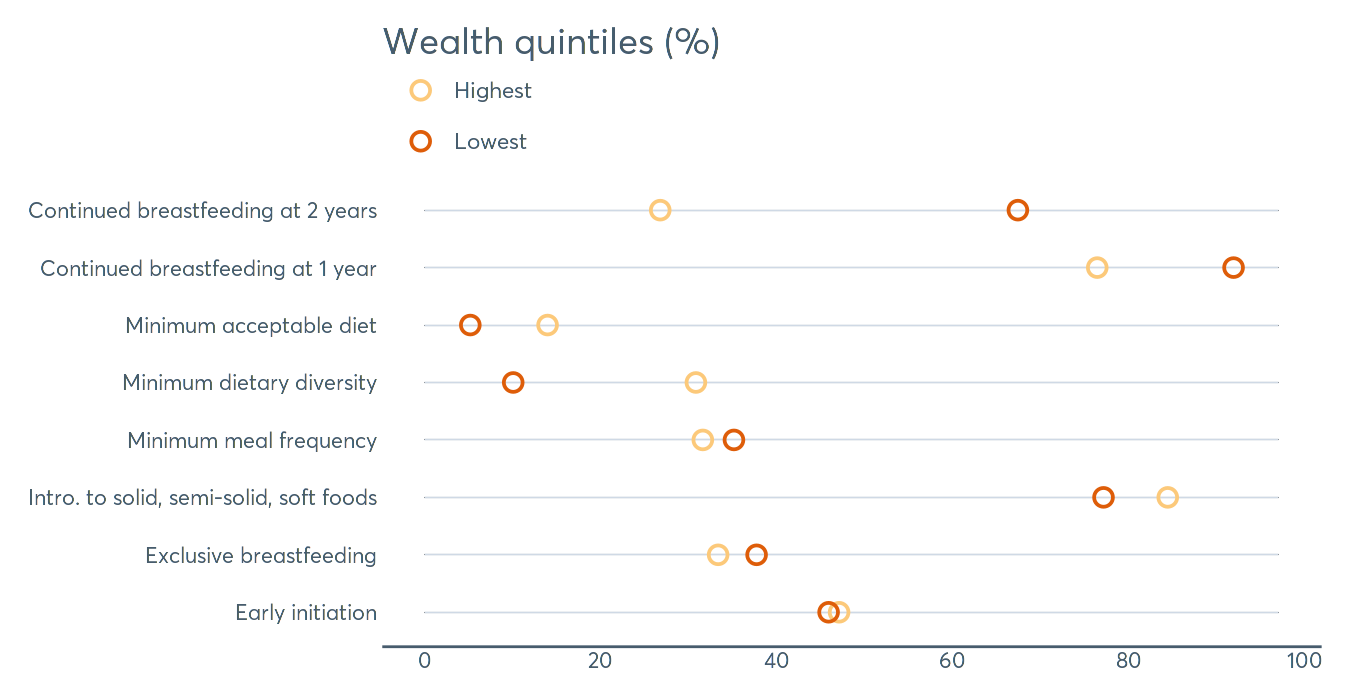 Wealth quintiles (%)
Highest
Lowest
Continued breastfeeding at 2 years
Continued breastfeeding at 1 year
Minimum acceptable diet
Minimum dietary diversity
Minimum meal frequency
Intro. to solid, semi-solid, soft foods
Exclusive breastfeeding
Early initiation
0 20 40 60 80 100